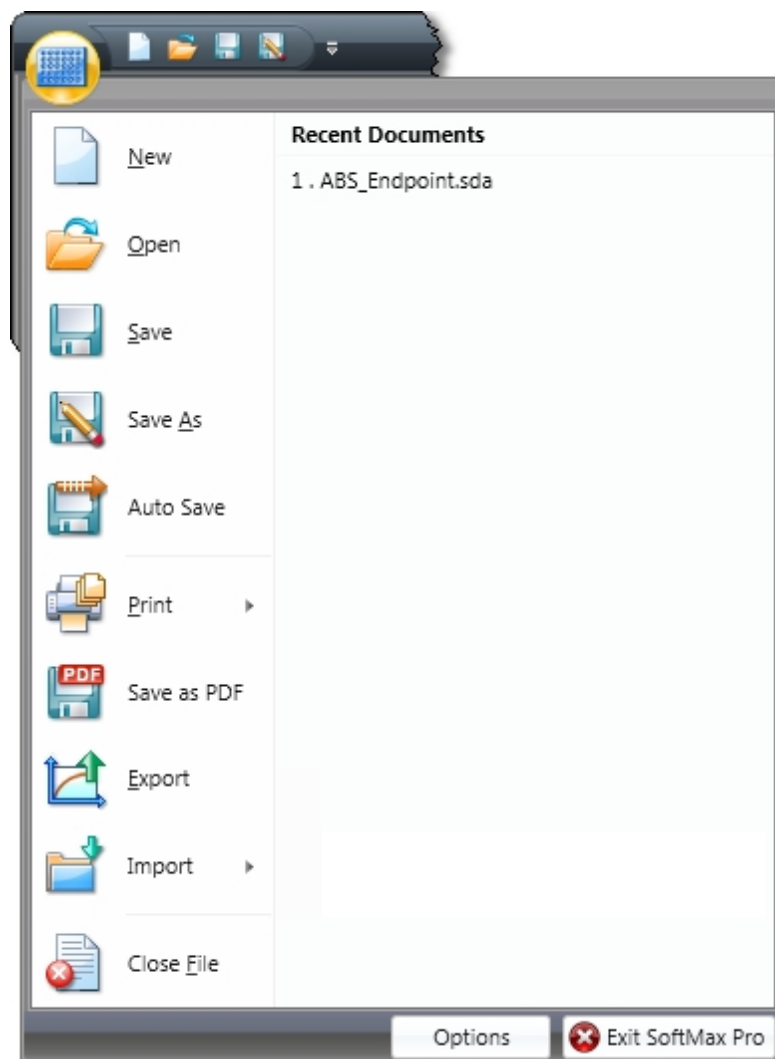 Recent Documents
1 . ABS_Endpoint.sda
New
Open
Save
Save As
Auto Save
Print
PDF
Save as PDF
Export
Import
Close File
Options
Exit SoftMax Pro